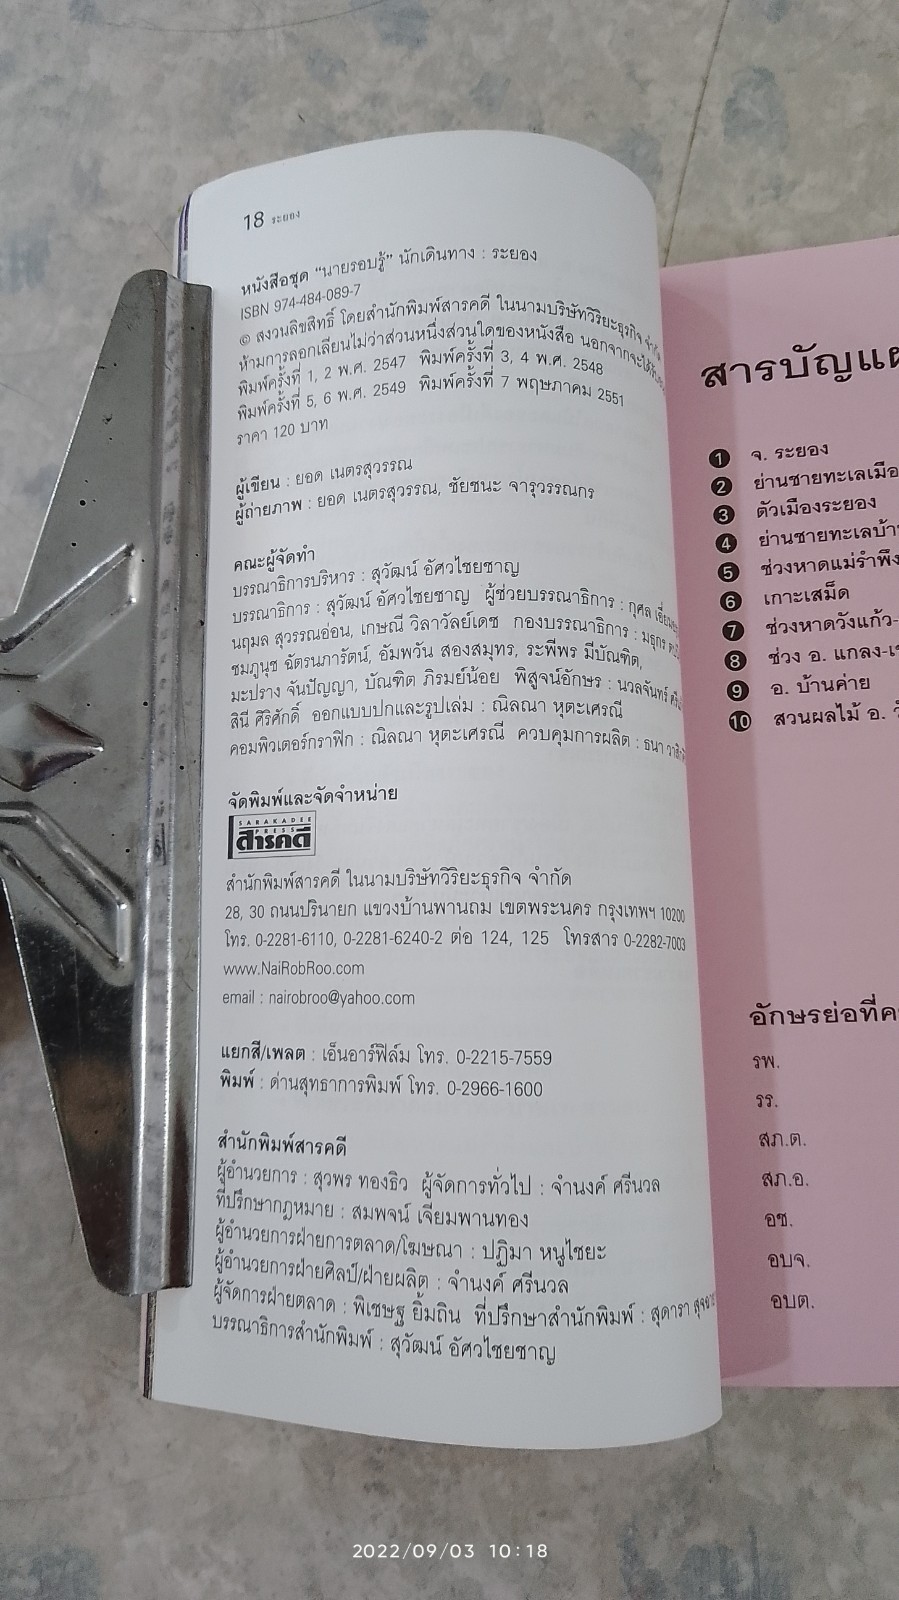 18 ระยอง
หนังสือชุด "นายรอบรู้" นักเดินทาง : ระยอง
ISBN 974-484-089-7
© สงวนลิขสิทธิ์ โดยสำนักพิมพ์สารคดี ในนามบริษัทวิริยะธุรกิจ จำกัด
ห้ามการลอกเลียนไม่ว่าส่วนหนึ่งส่วนใดของหนังสือ นอกจากจะได้รับ
พิมพ์ครั้งที่ 1, 2 พ.ศ. 2547 พิมพ์ครั้งที่ 3, 4 พ.ศ. 2548
พิมพ์ครั้งที่ 5, 6 พ.ศ. 2549 พิมพ์ครั้งที่ 7 พฤษภาคม 2551
ราคา 120 บาท
ผู้เขียน : ยอด เนตรสุวรรณ
ผู้ถ่ายภาพ : ยอด เนตรสุวรรณ, ชัยชนะ จารุวรรณกร
คณะผู้จัดทำ
บรรณาธิการบริหาร : สุวัฒน์ อัศวไชยชาญ
บรรณาธิการ : สุวัฒน์ อัศวไชยชาญ ผู้ช่วยบรรณาธิการ : กุศล
นฤมล สุวรรณอ่อน, เกษณี วิลาวัลย์เดช กองบรรณาธิการ : มธุกร
ชมภูนุช ฉัตรนภารัตน์, อัมพวัน สองสมุทร, ระพีพร มีบัณฑิต,
มะปราง จันปัญญา, บัณฑิต ภิรมย์น้อย พิสูจน์อักษร : นวลจันทร์
สินี ศิริศักดิ์ ออกแบบปกและรูปเล่ม : ณิลณา หุตะเศรณี
คอมพิวเตอร์กราฟิก : ณิลณา หุตะเศรณี ควบคุมการผลิต : ธนา
จัดพิมพ์และจัดจำหน่าย
SARAKADEE
PRESS
สารคดี
สำนักพิมพ์สารคดี ในนามบริษัทวิริยะธุรกิจ จำกัด
28, 30 ถนนปรินายก แขวงบ้านพานถม เขตพระนคร กรุงเทพฯ 10200
โทร. 0-2281-6110, 0-2281-6240-2 ต่อ 124, 125 โทรสาร 0-2282-7003
www.NaiRobRoo.com
email : nairobroo@yahoo.com
แยกสี/เพลต : เอ็นอาร์ฟิล์ม โทร. 0-2215-7559
พิมพ์ : ด่านสุทธาการพิมพ์ โทร. 0-2966-1600
สำนักพิมพ์สารคดี
ผู้อำนวยการ : สุวพร ทองธิว ผู้จัดการทั่วไป : จำนงค์ ศรีนวล
ที่ปรึกษากฎหมาย : สมพจน์ เจียมพานทอง
ผู้อำนวยการฝ่ายการตลาด/โฆษณา : ปฏิมา หนูไชยะ
ผู้อำนวยการฝ่ายศิลป์/ฝ่ายผลิต : จำนงค์ ศรีนวล
ผู้จัดการฝ่ายตลาด : พิเชษฐ ยิ้มถิน ที่ปรึกษาสำนักพิมพ์ : สุดารา
บรรณาธิการสำนักพิมพ์ : สุวัฒน์ อัศวไชยชาญ
สารบัญแผ
1 จ. ระยอง
2 ย่านชายทะเลเมือ
3 ตัวเมืองระยอง
4 ย่านชายทะเลบ้า
5 ช่วงหาดแม่รำพึง
6 เกาะเสม็ด
7 ช่วงหาดวังแก้ว-
8 ช่วง อ. แกลง-เ
9 อ. บ้านค่าย
10 สวนผลไม้ อ. วั
อักษรย่อที่ค
รพ.
รร.
สภ.ต.
สภ.อ.
อช.
อบจ.
อบต.
2022/09/03 10:18